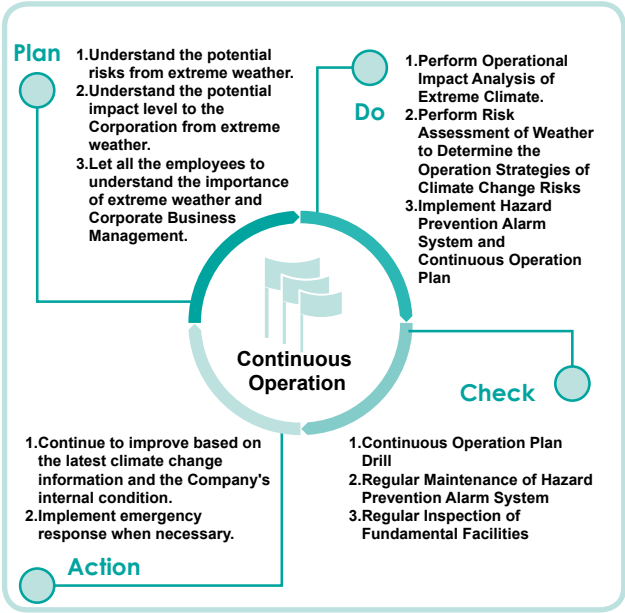 Plan
1.Understand the potential
risks from extreme weather.
2.Understand the potential
impact level to the
Corporation from extreme
weather.
3.Let all the employees to
understand the importance
of extreme weather and
Corporate Business
Management.
Do
1.Perform Operational
Impact Analysis of
Extreme Climate.
2.Perform Risk
Assessment of Weather
to Determine the
Operation Strategies of
Climate Change Risks
3.Implement Hazard
Prevention Alarm
System and
Continuous Operation
Plan
Continuous
Operation
Check
1.Continuous Operation Plan
Drill
2.Regular Maintenance of Hazard
Prevention Alarm System
3.Regular Inspection of
Fundamental Facilities
1.Continue to improve based on
the latest climate change
information and the Company's
internal condition.
2.Implement emergency
response when necessary.
Action